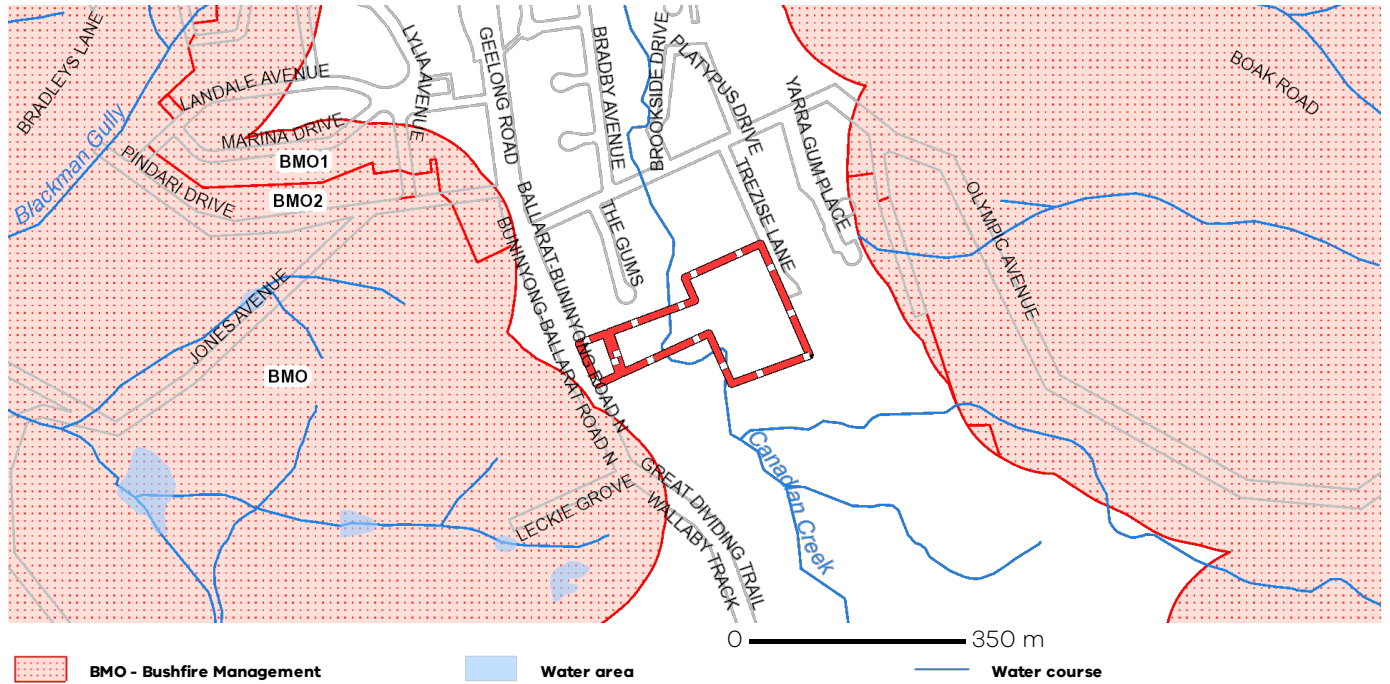 BRADLEYS LANE
LANDALE AVENUE
LYLIA AVENUE
GEELONG ROAD
BRADBY AVENUE
BROOKSIDE DRIVE
PLATYPUS DRIVE
YARRA GUM PLACE
BOAK ROAD
Blackman Gully
MARINA DRIVE
BMO1
PINDARI DRIVE
BMO2
TREZISE LANE
OLYMPIC AVENUE
THE GUMS
BALLARAT-BUNINYONG ROAD N
BUNINYONG-BALLARAT ROAD N
JONES AVENUE
BMO
Canadian Creek
LECKIE GROVE
GREAT DIVIDING TRAIL
WALLABY TRACK
0 350 m
BMO - Bushfire Management
Water area
Water course